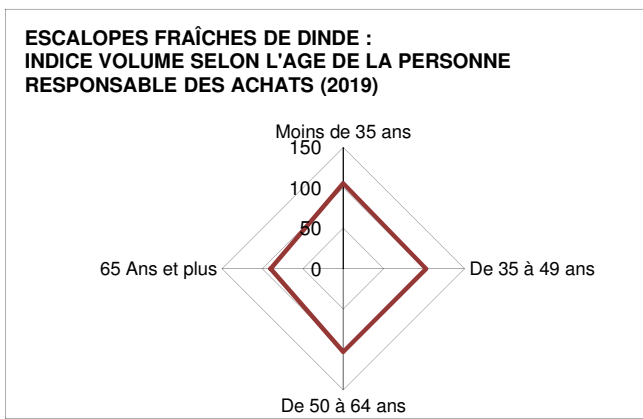 ESCALOPES FRAÎCHES DE DINDE :
INDICE VOLUME SELON L'AGE DE LA PERSONNE
RESPONSABLE DES ACHATS (2019)
Moins de 35 ans
150
100
50
65 Ans et plus
0
De 35 à 49 ans
De 50 à 64 ans